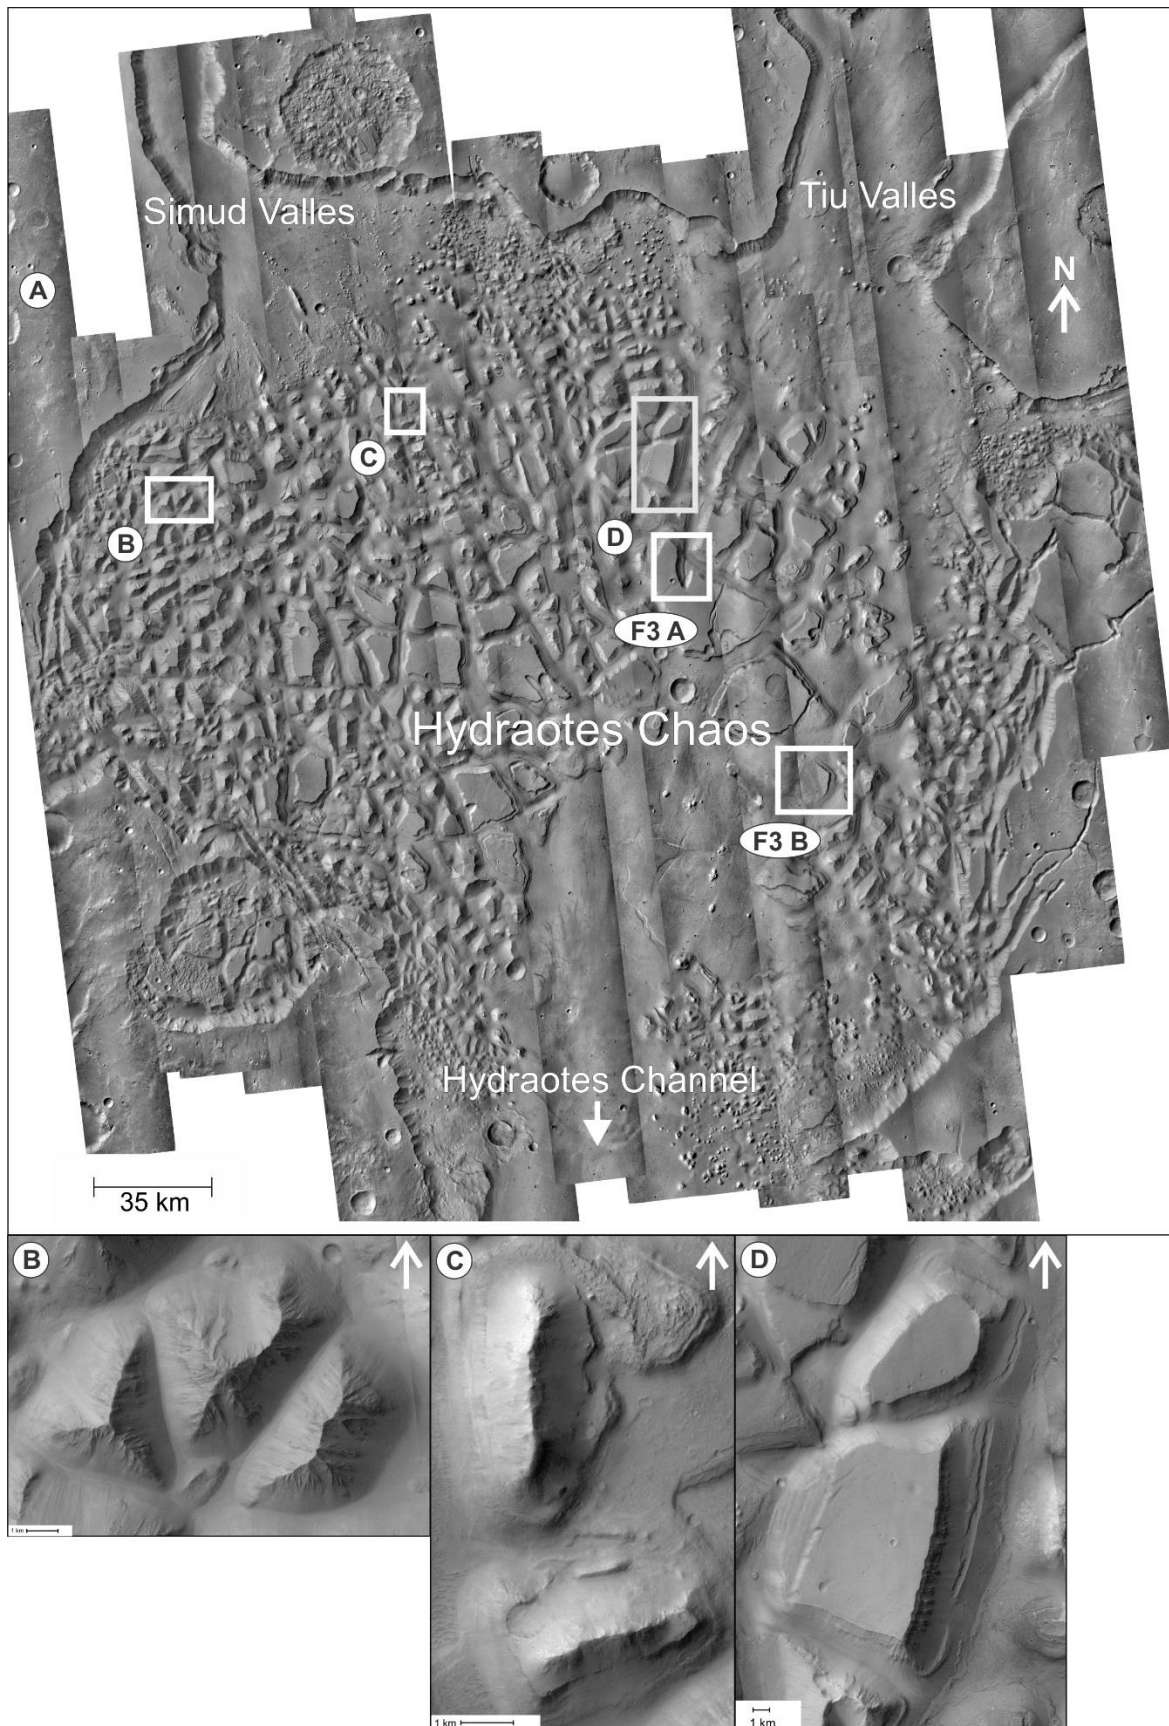 Simud Valles
Tiu Valles
A
N
C
B
D
F3 A
Hydraotes Chaos
F3 B
Hydraotes Channel
35 km
B
C
D
1 km
1 km
1 km